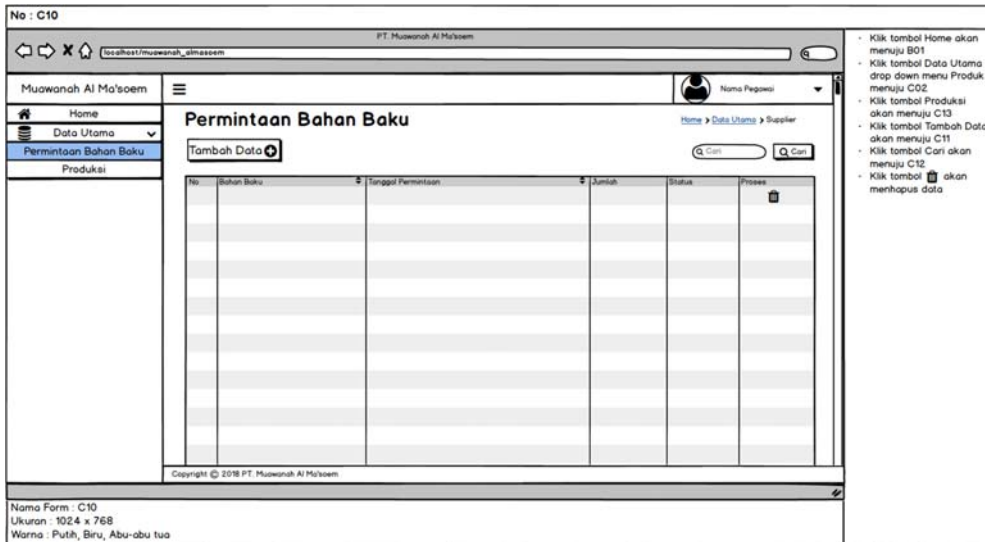 No : C10
PT. Muawanah Al Ma'soem
localhost/muawanah_almasoem
Muawanah Al Ma'soem
Nama Pegawai
Home
Data Utama
Permintaan Bahan Baku
Produksi
Permintaan Bahan Baku
Home > Data Utama > Supplier
Tambah Data
Cari
Cari
No Bahan Baku Tanggal Permintaan Jumlah Status Proses
Copyright © 2018 PT. Muawanah Al Ma'soem
· Klik tombol Home akan
menuju B01
· Klik tombol Data Utama
drop down menu Produk
menuju C02
· Klik tombol Produksi
akan menuju C13
· Klik tombol Tambah Data
akan menuju C11
· Klik tombol Cari akan
menuju C12
· Klik tombol akan
menhapus data
Nama Form : C10
Ukuran : 1024 x 768
Warna : Putih, Biru, Abu-abu tua